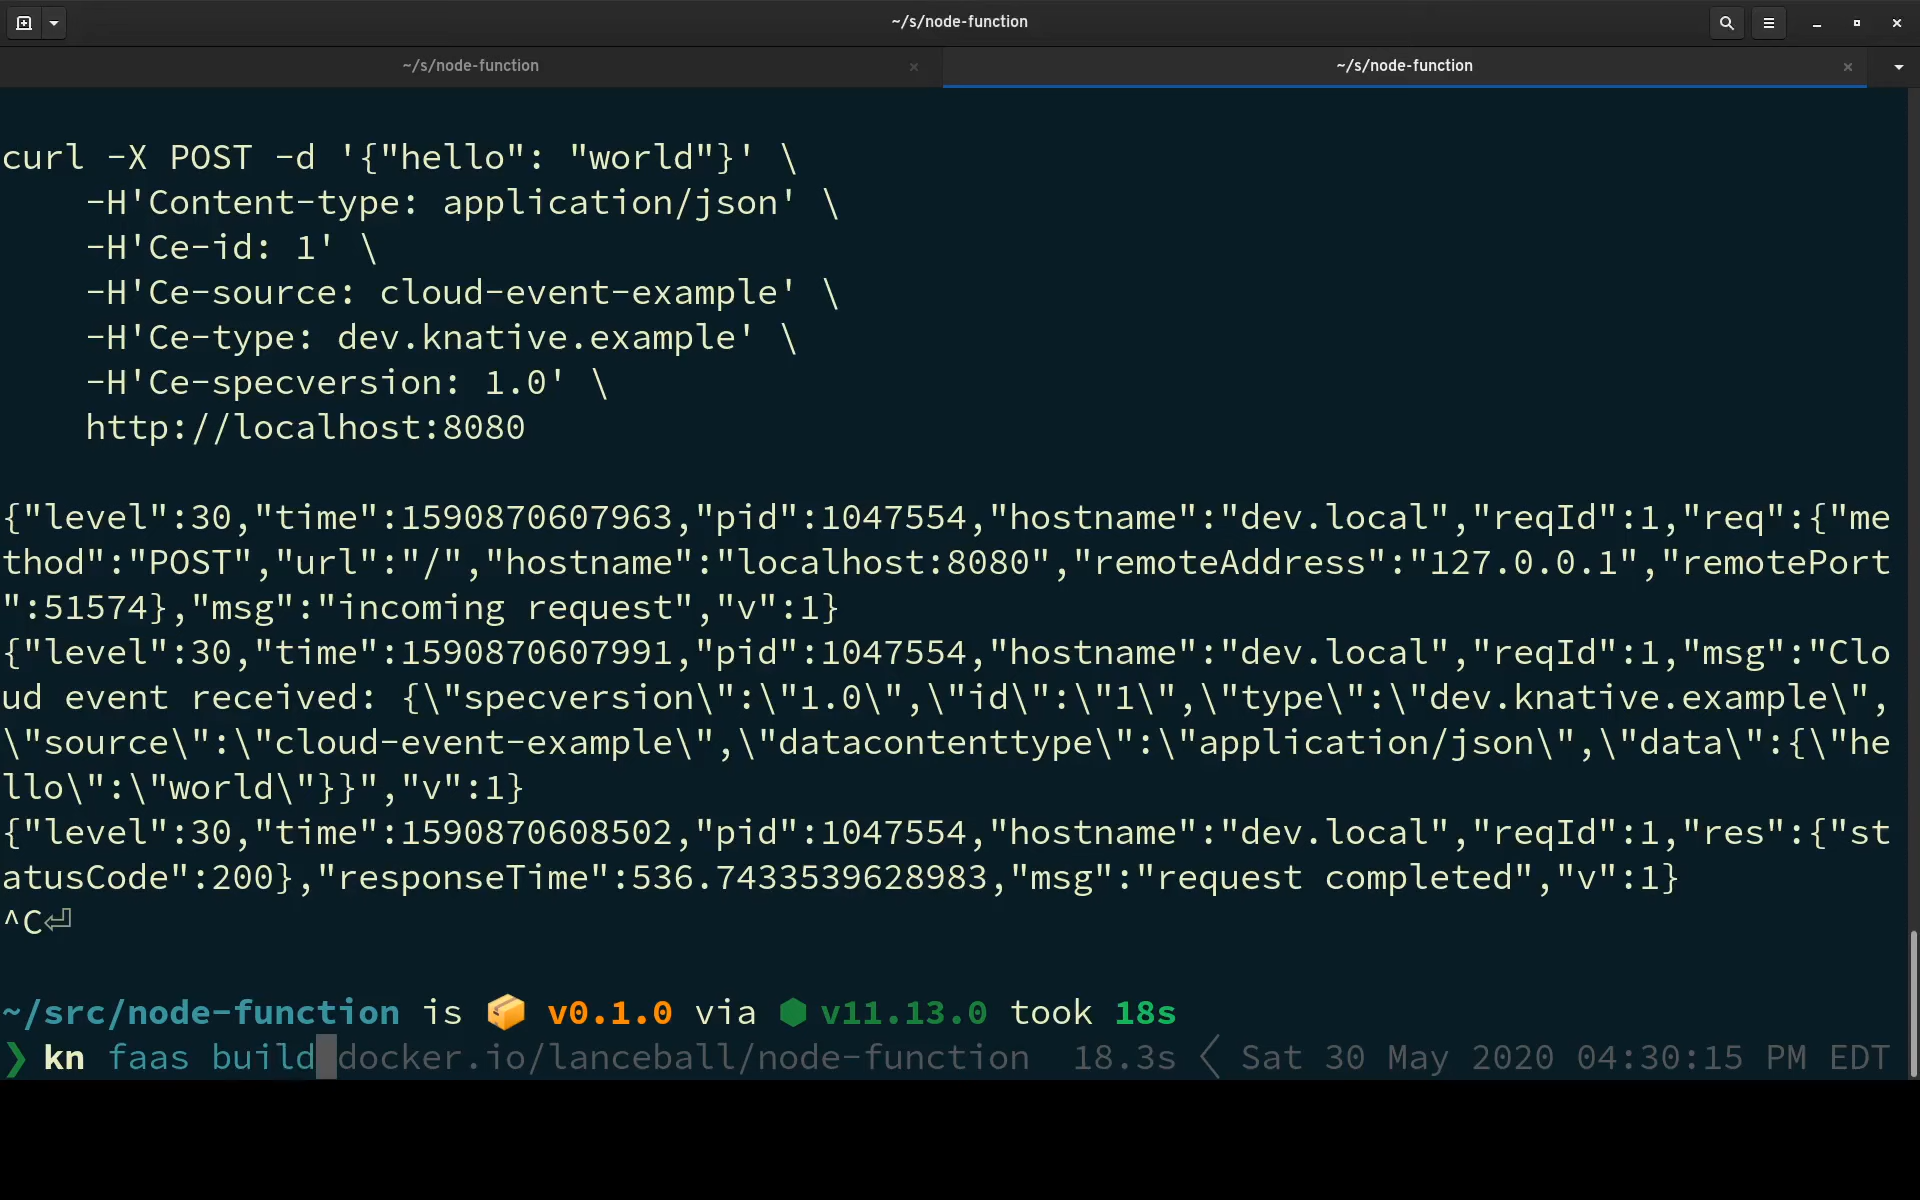 ~/s/node-function
~/s/node-function
~/s/node-function
curl -X POST -d '{"hello": "world"}' \
-H'Content-type: application/json' \
-H'Ce-id: 1' \
-H'Ce-source: cloud-event-example' \
-H'Ce-type: dev.knative.example' \
-H'Ce-specversion: 1.0' \
http://localhost:8080
{"level":30,"time":1590870607963,"pid":1047554,"hostname":"dev.local","reqId":1,"req":{"me
thod":"POST","url":"/","hostname":"localhost:8080","remoteAddress":"127.0.0.1","remotePort
":51574},"msg":"incoming request","v":1}
{"level":30,"time":1590870607991,"pid":1047554,"hostname":"dev.local","reqId":1,"msg":"Clo
ud event received: {\"specversion\":\"1.0\",\"id\":\"1\",\"type\":\"dev.knative.example\",
\"source\":\"cloud-event-example\",\"datacontenttype\":\"application/json\",\"data\":{\"he
llo\":\"world\"}}","v":1}
{"level":30,"time":1590870608502,"pid":1047554,"hostname":"dev.local","reqId":1,"res":{"st
atusCode":200},"responseTime":536.7433539628983,"msg":"request completed","v":1}
^C⏎
~/src/node-function is 📦 v0.1.0 via ⬢ v11.13.0 took 18s
❯ kn faas build docker.io/lanceball/node-function 18.3s < Sat 30 May 2020 04:30:15 PM EDT